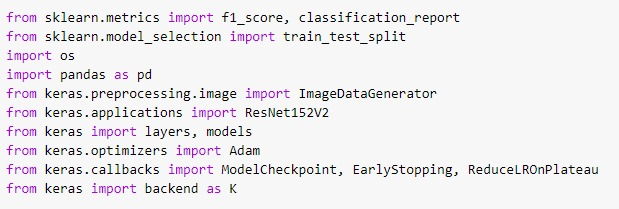 from sklearn.metrics import f1_score, classification_report
from sklearn.model_selection import train_test_split
import os
import pandas as pd
from keras.preprocessing.image import ImageDataGenerator
from keras.applications import ResNet152V2
from keras import layers, models
from keras.optimizers import Adam
from keras.callbacks import ModelCheckpoint, EarlyStopping, ReduceLROnPlateau
from keras import backend as K